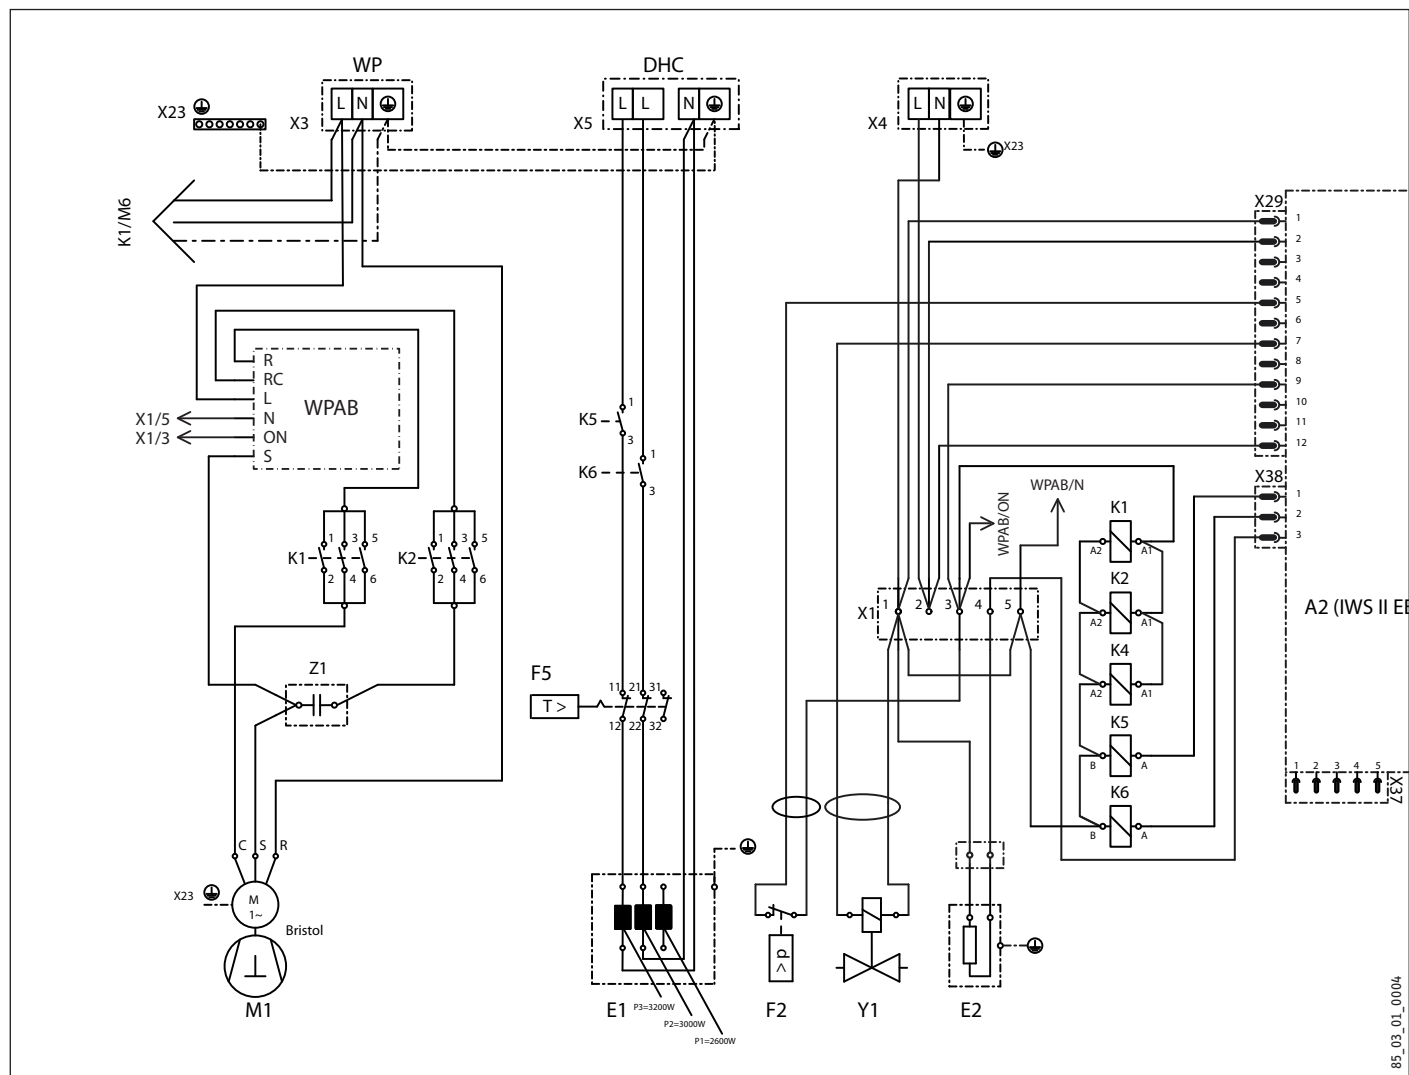 WP
DHC
X23
X3
L N
X5
L L N
X4
L N
X23
K1/M6
X29
1
2
3
4
5
6
7
8
9
10
11
12
R
RC
L
N
ON
S
WPAB
X1/5
X1/3
K5
1
3
K6
1
3
X38
1
2
3
WPAB/ON
WPAB/N
K1
A2 A1
K2
A2 A1
K4
A2 A1
K5
B A
K6
B A
K1
1 3 5
2 4 6
K2
1 3 5
2 4 6
X1
1 2 3 4 5
A2 (IWS II EE
Z1
F5
T >
11 21 31
12 22 32
1 2 3 4 5
X37
C S R
X23
M
1~
Bristol
M1
E1
P3=3200W
P2=3000W
P1=2600W
d >
F2
Y1
E2
85_03_01_0004